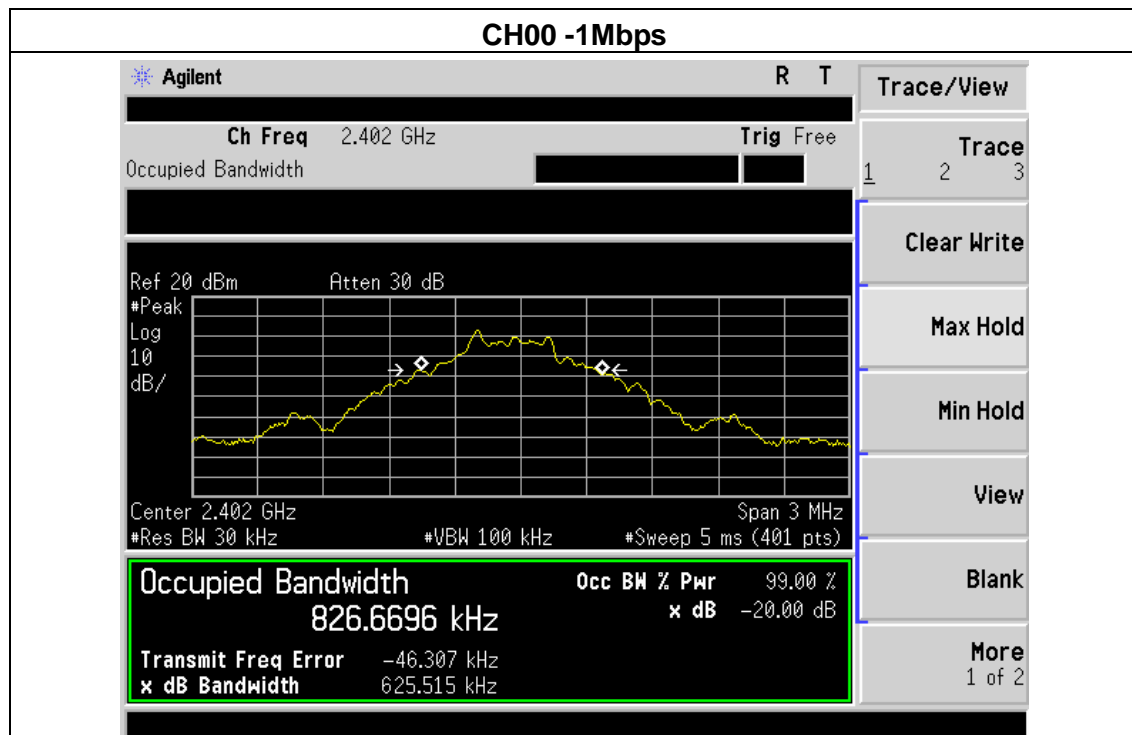 CH00 -1Mbps
Agilent R T
Trace/View
Ch Freq 2.402 GHz Trig Free
Occupied Bandwidth
Trace
1 2 3
Clear Write
Max Hold
Min Hold
View
Blank
More
1 of 2
Ref 20 dBm Atten 30 dB
#Peak
Log
10
dB/
Center 2.402 GHz Span 3 MHz
#Res BW 30 kHz #VBW 100 kHz #Sweep 5 ms (401 pts)
Occupied Bandwidth
826.6696 kHz
Occ BW % Pwr 99.00 %
x dB -20.00 dB
Transmit Freq Error -46.307 kHz
x dB Bandwidth 625.515 kHz